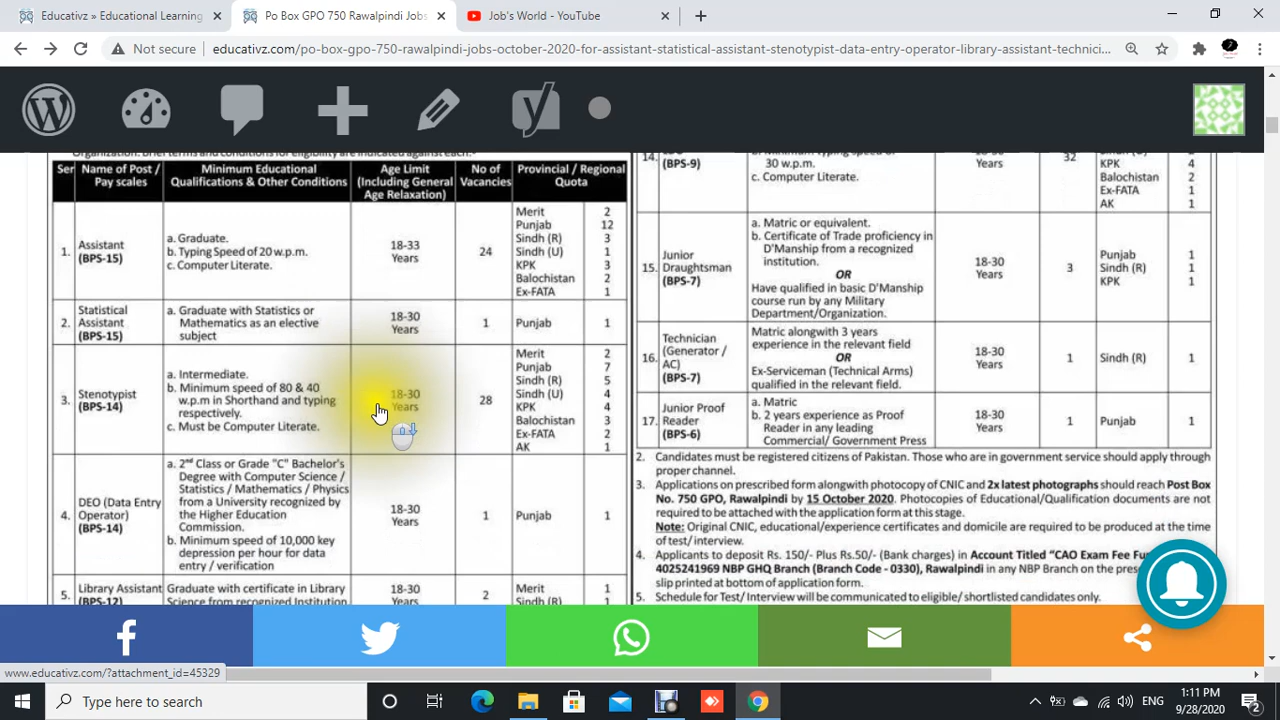 Educativz » Educational Learning
Po Box GPO 750 Rawalpindi Jobs
Job's World - YouTube
Not secure
educativz.com/po-box-gpo-750-rawalpindi-jobs-october-2020-for-assistant-statistical-assistant-stenotypist-data-entry-operator-library-assistant-technici...
Organization. Brief terms and conditions for eligibility are indicated against each.-
Ser
Name of Post /
Pay scales
Minimum Educational
Qualifications & Other Conditions
Age Limit
(Including General
Age Relaxation)
No of
Vacancies
Provincial / Regional
Quota
1.
Assistant
(BPS-15)
a. Graduate.
b. Typing Speed of 20 w.p.m.
c. Computer Literate.
18-33
Years
24
Merit 2
Punjab 12
Sindh (R) 3
Sindh (U) 1
KPK 3
Balochistan 2
Ex-FATA 1
2.
Statistical
Assistant
(BPS-15)
a. Graduate with Statistics or
Mathematics as an elective
subject
18-30
Years
1
Punjab 1
3.
Stenotypist
(BPS-14)
a. Intermediate.
b. Minimum speed of 80 & 40
w.p.m in Shorthand and typing
respectively.
c. Must be Computer Literate.
18-30
Years
28
Merit 2
Punjab 7
Sindh (R) 5
Sindh (U) 4
KPK 4
Balochistan 3
Ex-FATA 2
AK 1
4.
DEO (Data Entry
Operator)
(BPS-14)
a. 2nd Class or Grade "C" Bachelor's
Degree with Computer Science /
Statistics / Mathematics / Physics
from a University recognized by
the Higher Education
Commission.
b. Minimum speed of 10,000 key
depression per hour for data
entry / verification
18-30
Years
1
Punjab 1
5.
Library Assistant
(BPS-12)
Graduate with certificate in Library
Science from recognized Institution
18-30
Years
2
Merit 1
Sindh (R) 1
14.
(BPS-9)
30 w.p.m.
c. Computer Literate.
Years
32
KPK 4
Balochistan 2
Ex-FATA 1
AK 1
15.
Junior
Draughtsman
(BPS-7)
a. Matric or equivalent.
b. Certificate of Trade proficiency in
D'Manship from a recognized
institution.
OR
Have qualified in basic D'Manship
course run by any Military
Department/Organization.
18-30
Years
3
Punjab 1
Sindh (R) 1
KPK 1
16.
Technician
(Generator /
AC)
(BPS-7)
Matric alongwith 3 years
experience in the relevant field
OR
Ex-Serviceman (Technical Arms)
qualified in the relevant field.
18-30
Years
1
Sindh (R) 1
17.
Junior Proof
Reader
(BPS-6)
a. Matric
b. 2 years experience as Proof
Reader in any leading
Commercial/ Government Press
18-30
Years
1
Punjab 1
2. Candidates must be registered citizens of Pakistan. Those who are in government service should apply through
proper channel.
3. Applications on prescribed form alongwith photocopy of CNIC and 2x latest photographs should reach Post Box
No. 750 GPO, Rawalpindi by 15 October 2020. Photocopies of Educational/Qualification documents are not
required to be attached with the application form at this stage.
Note: Original CNIC, educational/experience certificates and domicile are required to be produced at the time
of test/interview.
4. Applicants to deposit Rs. 150/- Plus Rs.50/- (Bank charges) in Account Titled "CAO Exam Fee
4025241969 NBP GHQ Branch (Branch Code - 0330), Rawalpindi in any NBP Branch on the
slip printed at bottom of application form.
5. Schedule for Test/ Interview will be communicated to eligible/ shortlisted candidates only.
www.educativz.com/?attachment_id=45329
Type here to search
ENG
1:11 PM
9/28/2020
2